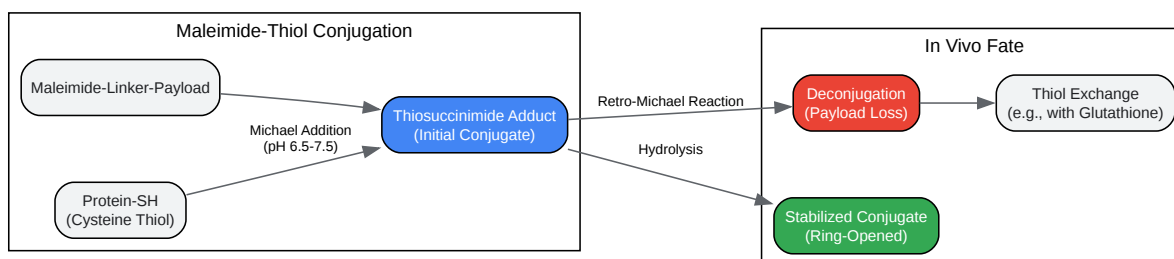 Maleimide-Thiol Conjugation
Maleimide-Linker-Payload
Michael Addition
(pH 6.5-7.5)
Protein-SH
(Cysteine Thiol)
Thiosuccinimide Adduct
(Initial Conjugate)
Retro-Michael Reaction
Hydrolysis
In Vivo Fate
Deconjugation
(Payload Loss)
Thiol Exchange
(e.g., with Glutathione)
Stabilized Conjugate
(Ring-Opened)